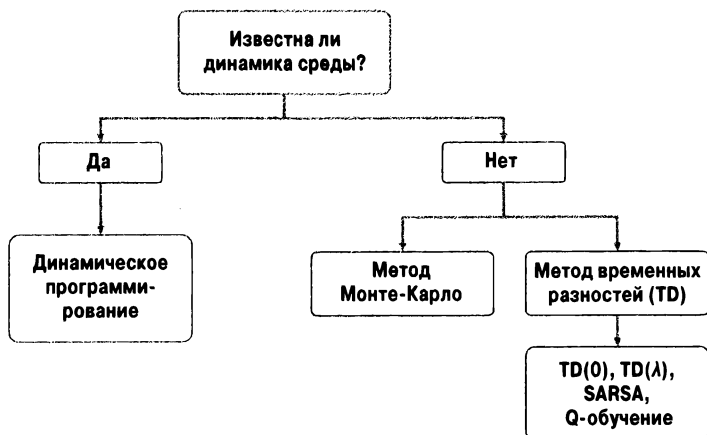 Известна ли
динамика среды?
Да
Нет
Динамическое
программи-
рование
Метод
Монте-Карло
Метод временных
разностей (TD)
TD(0), TD(λ),
SARSA,
Q-обучение